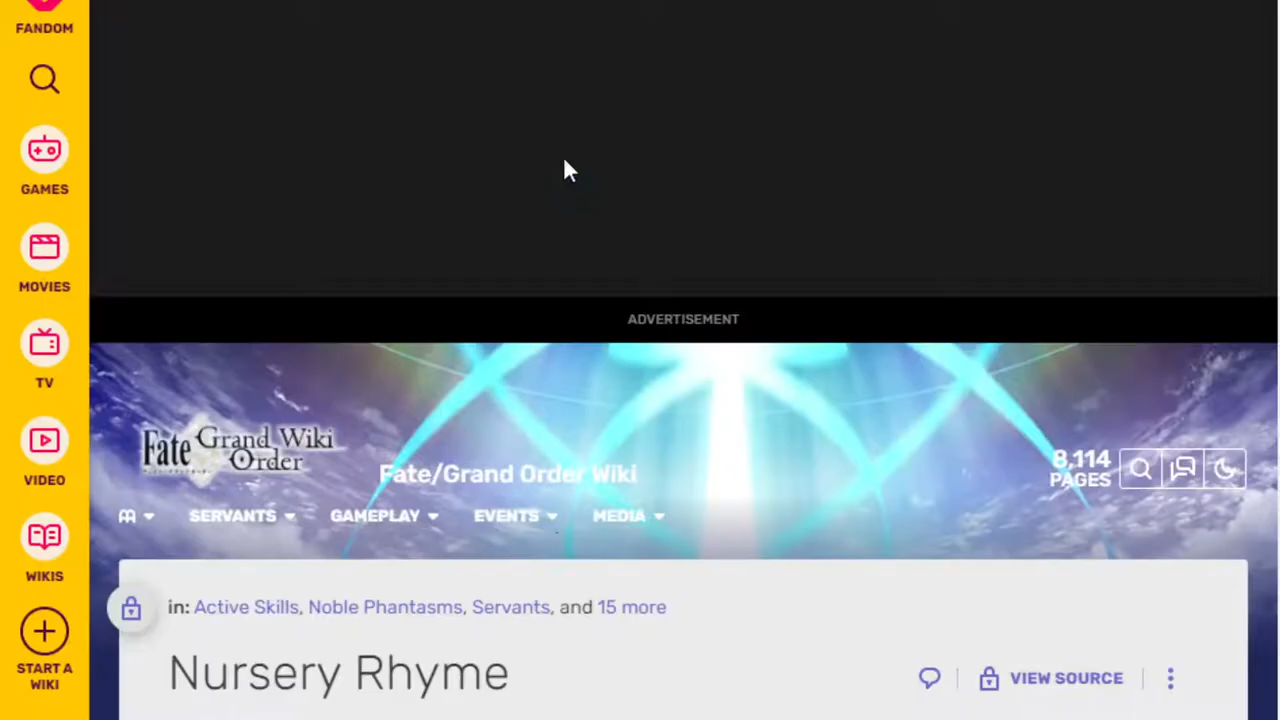 FANDOM
GAMES
MOVIES
TV
VIDEO
WIKIS
START A
WIKI
ADVERTISEMENT
Fate Grand Wiki
Order
Fate/Grand Order Wiki
8,114
PAGES
SERVANTS
GAMEPLAY
EVENTS
MEDIA
in: Active Skills, Noble Phantasms, Servants, and 15 more
Nursery Rhyme
VIEW SOURCE